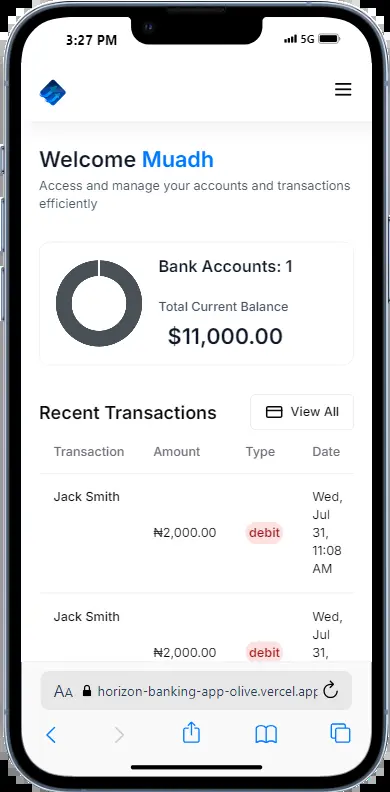 3:27 PM
5G
Welcome Muadh
Access and manage your accounts and transactions
efficiently
Bank Accounts: 1
Total Current Balance
$11,000.00
Recent Transactions
View All
Transaction Amount Type Date
Jack Smith
₦2,000.00
debit
Wed,
Jul
31,
11:08
AM
Jack Smith
₦2,000.00
debit
Wed,
Jul
31,
AA horizon-banking-app-olive.vercel.app